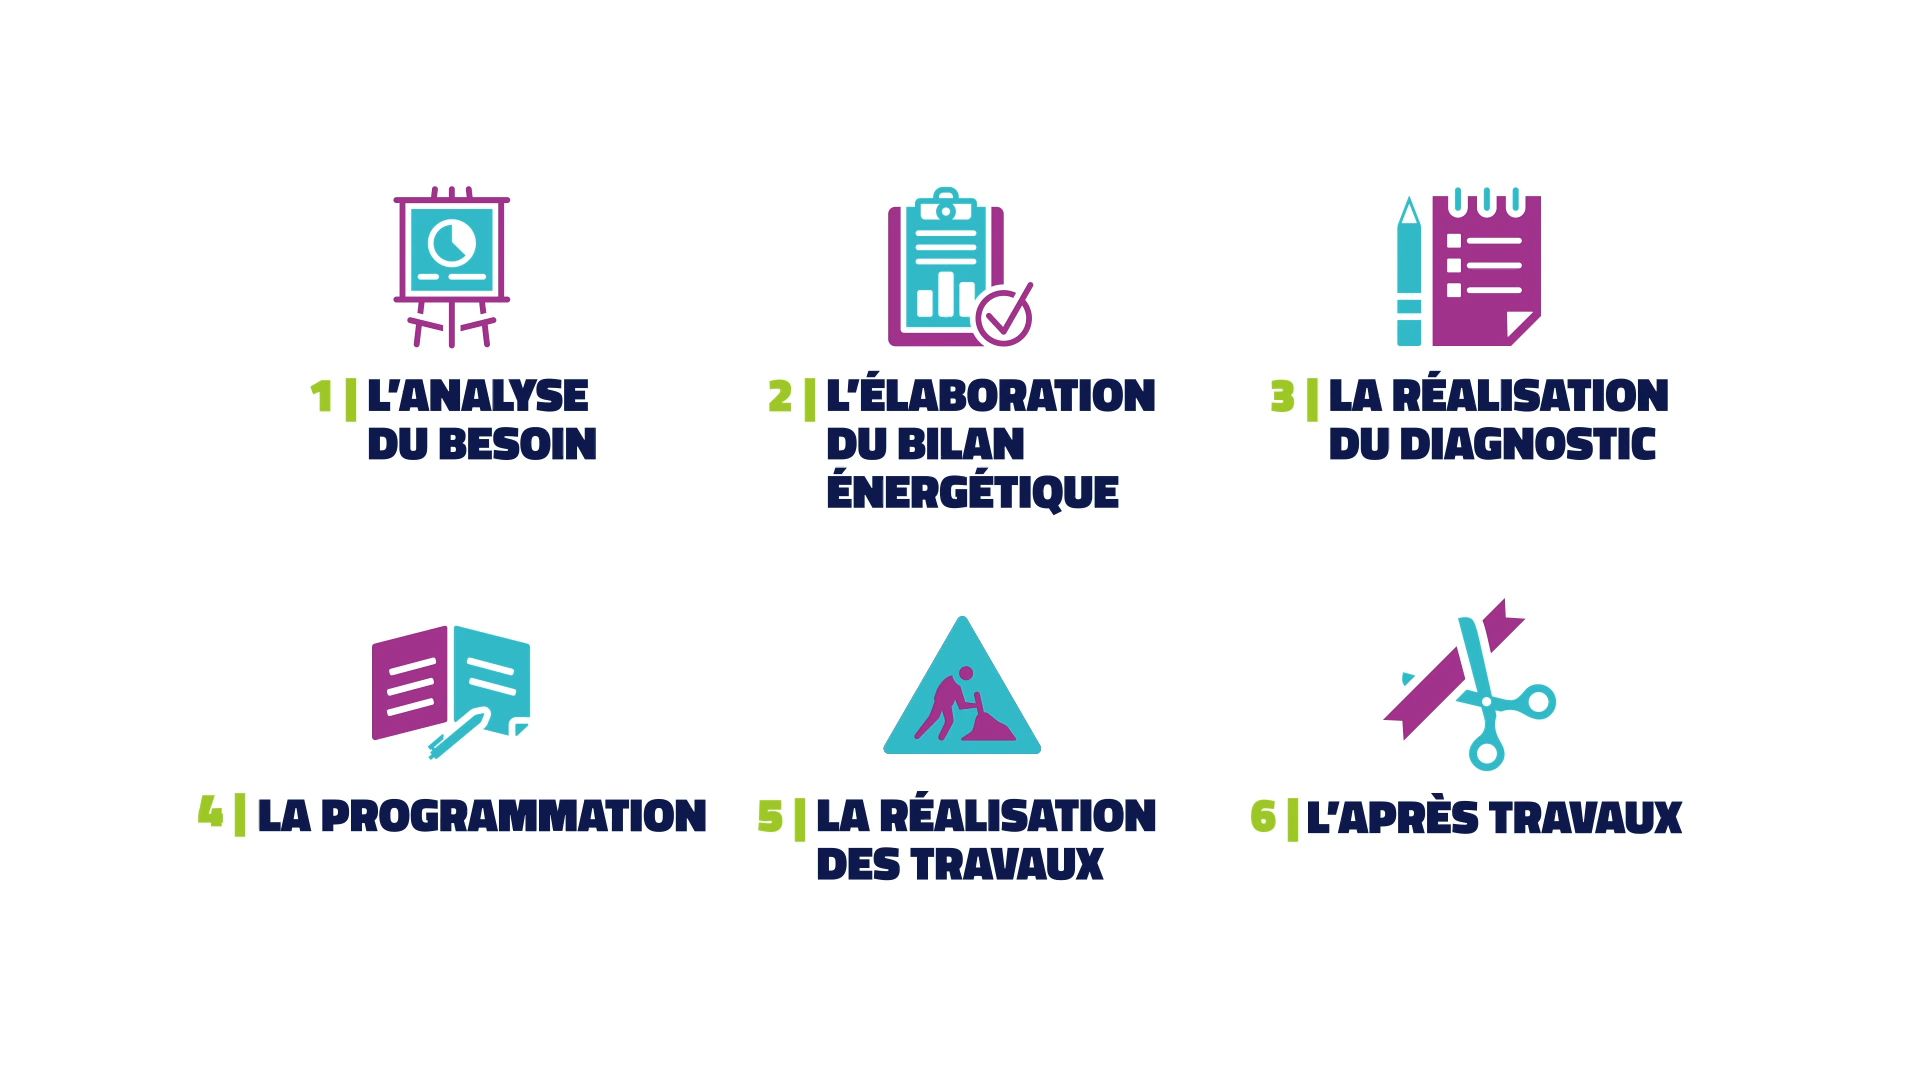 1 | L'ANALYSE
DU BESOIN
2 | L'ÉLABORATION
DU BILAN
ÉNERGÉTIQUE
3 | LA RÉALISATION
DU DIAGNOSTIC
4 | LA PROGRAMMATION
5 | LA RÉALISATION
DES TRAVAUX
6 | L'APRÈS TRAVAUX